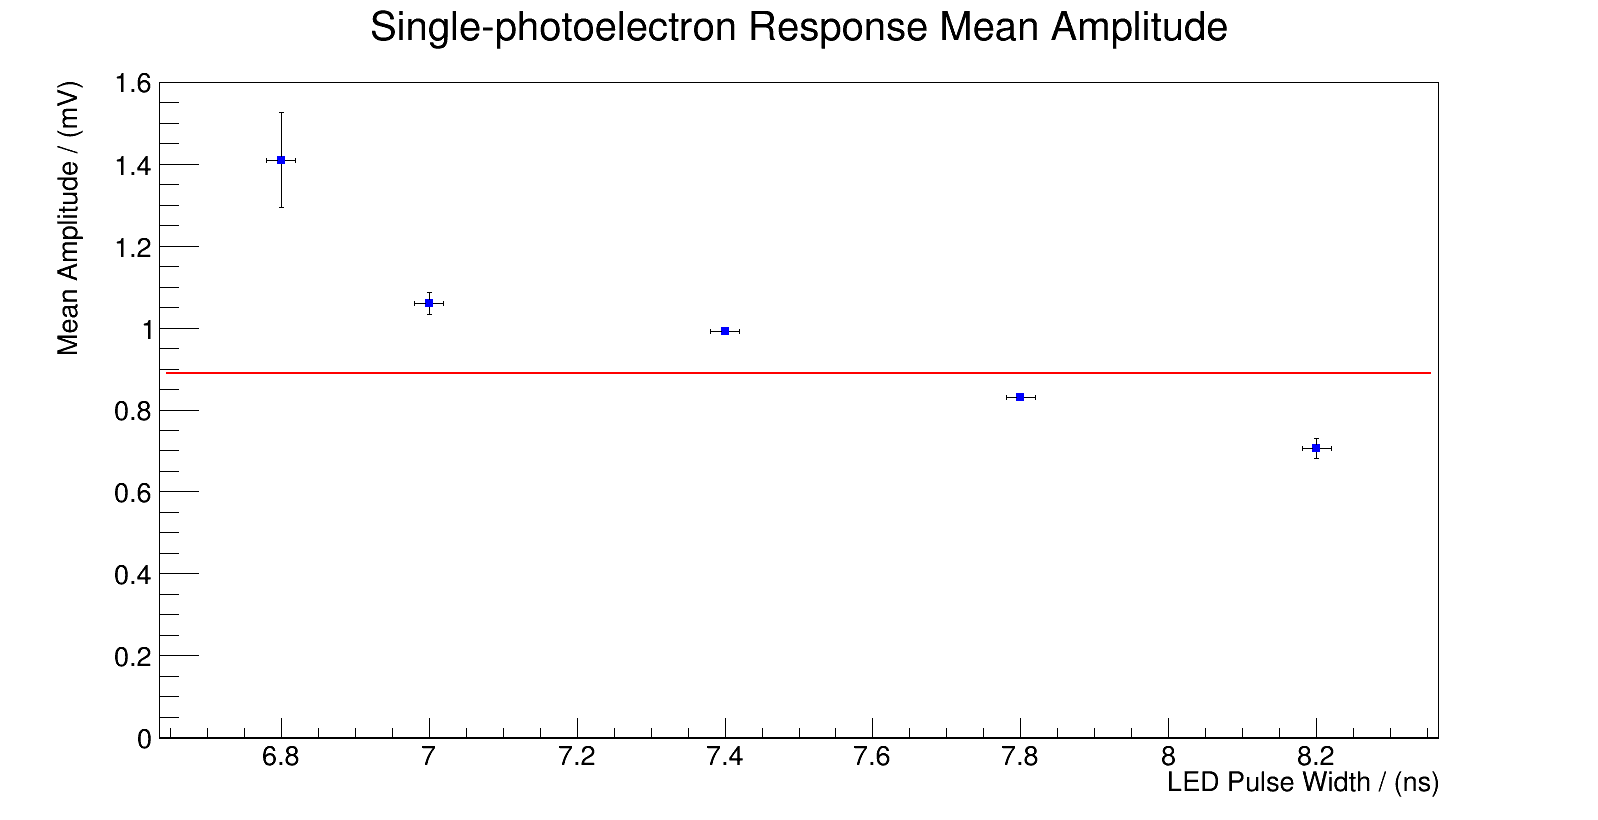 Single-photoelectron Response Mean Amplitude
Mean Amplitude / (mV)
1.6
1.4
1.2
1
0.8
0.6
0.4
0.2
0
6.8 7 7.2 7.4 7.6 7.8 8 8.2
LED Pulse Width / (ns)